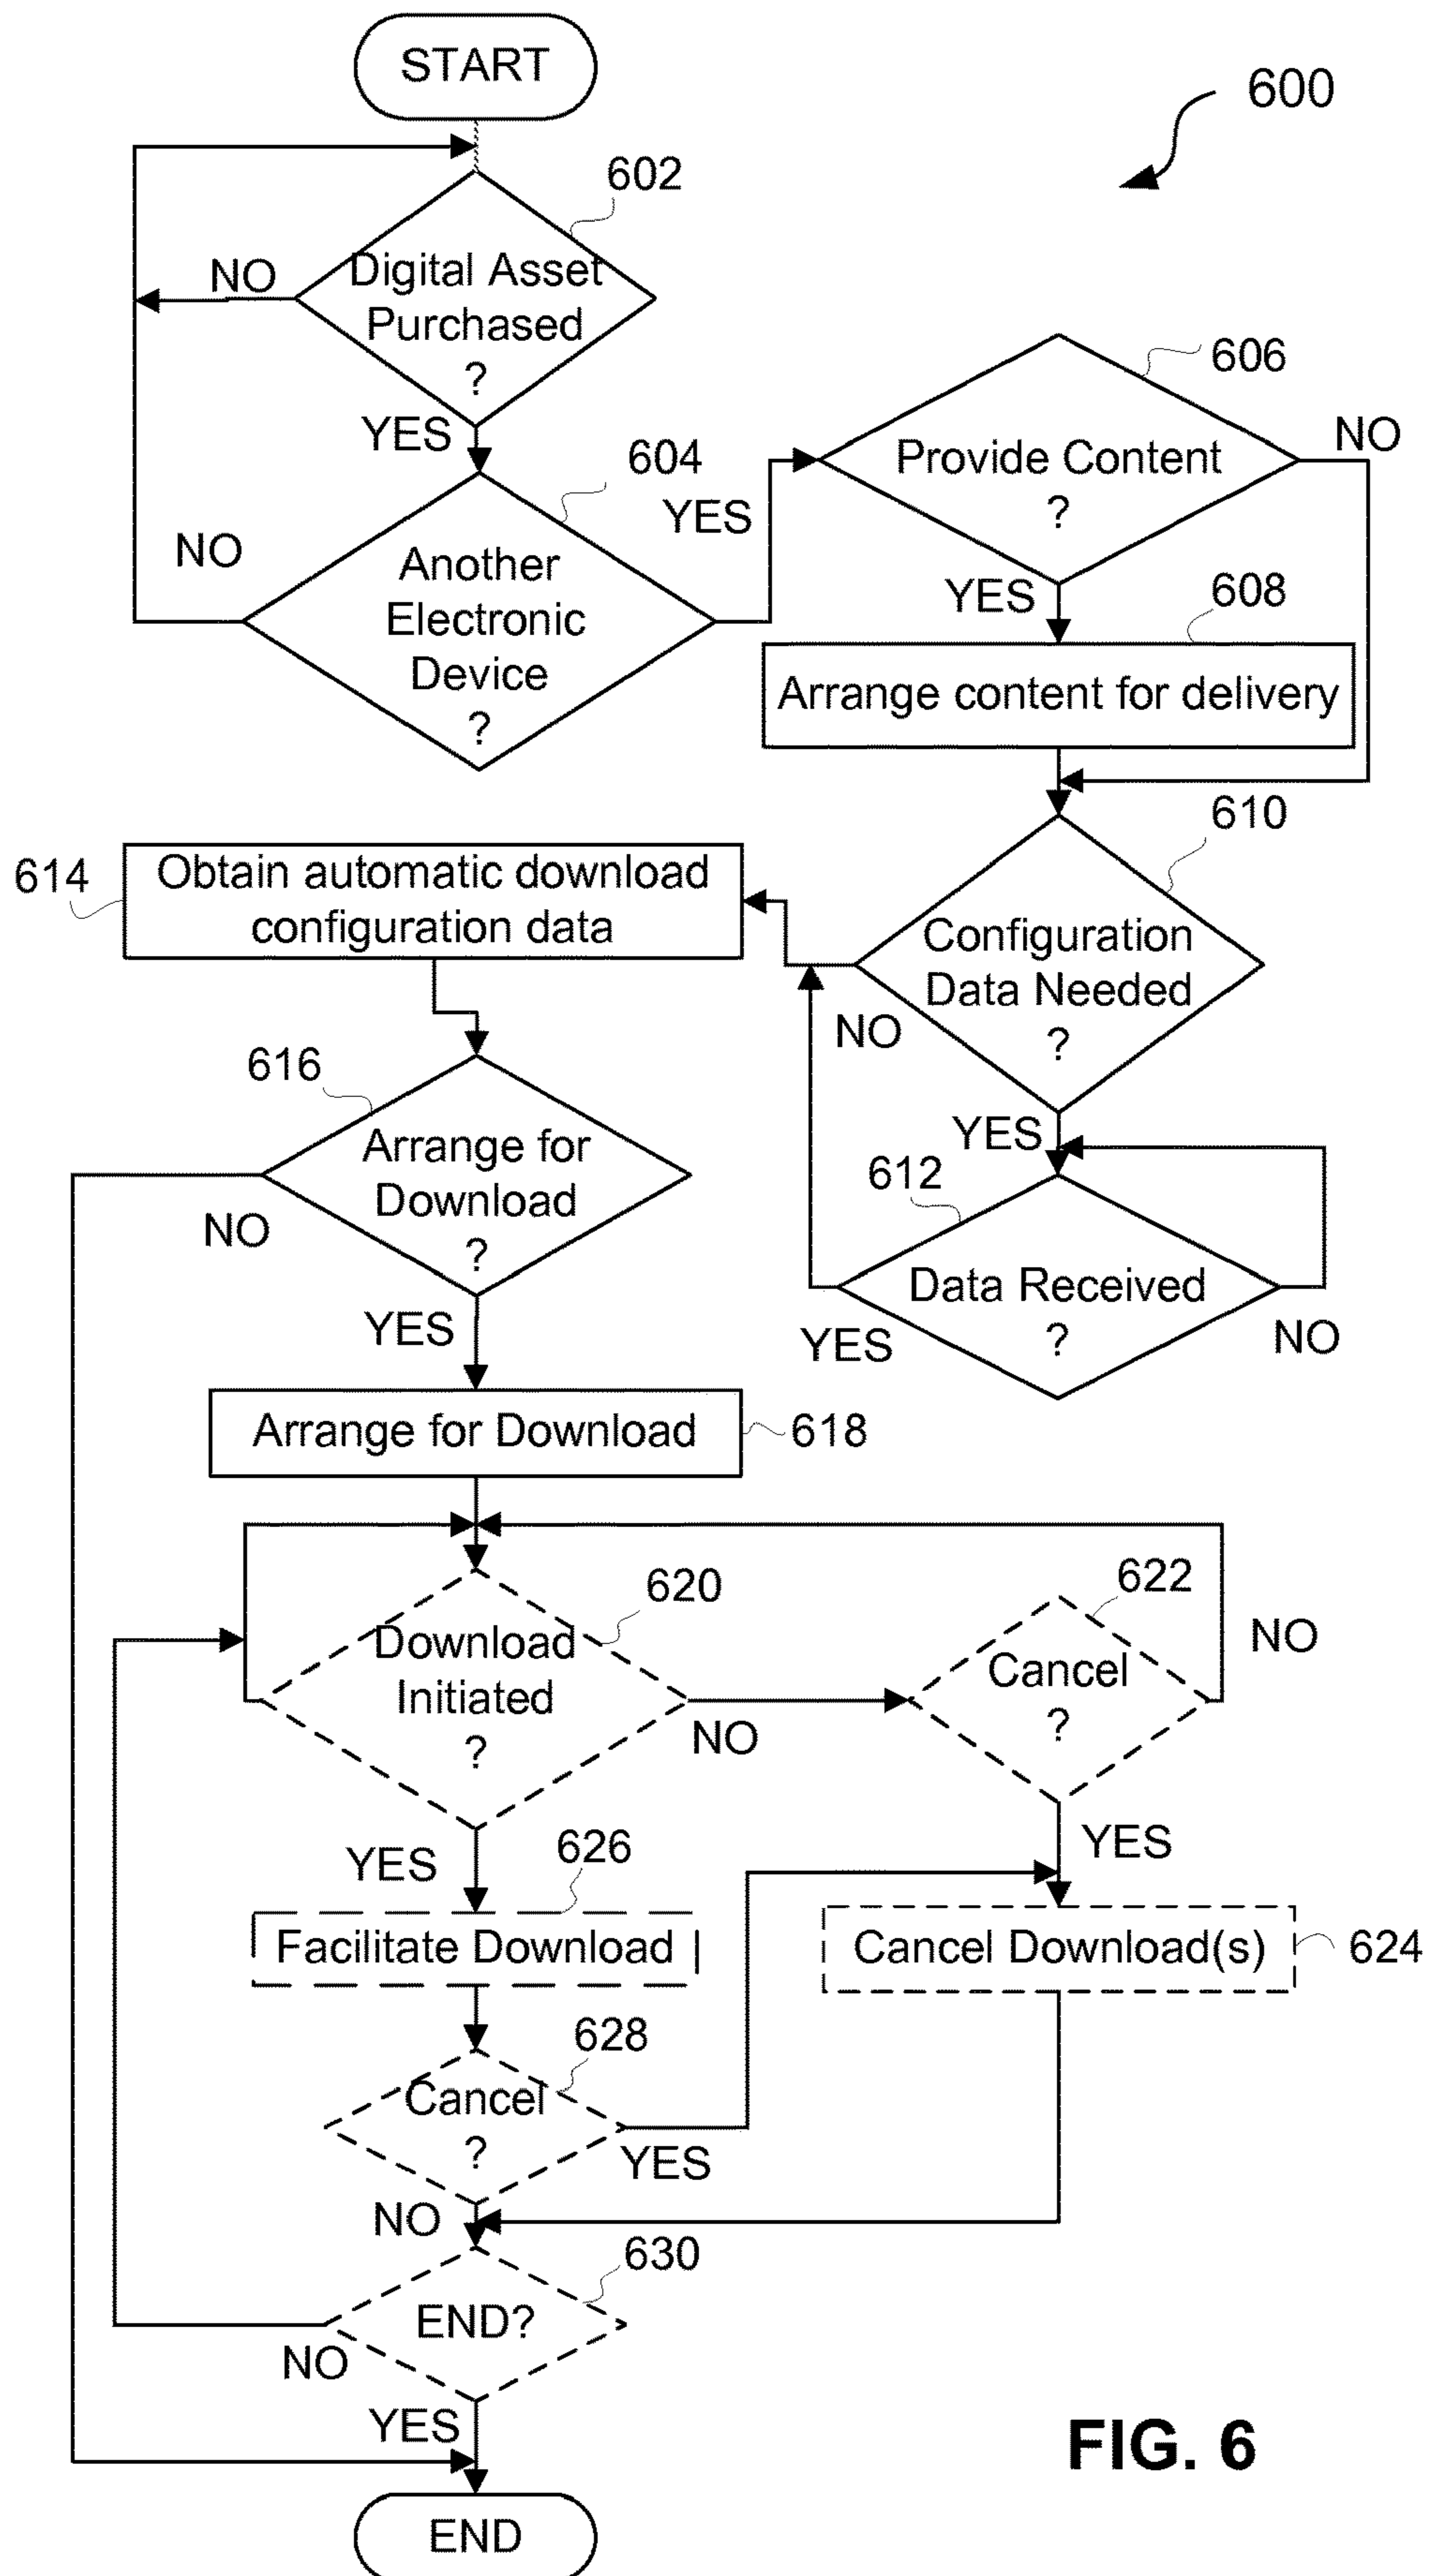 START
600
602
Digital Asset
Purchased
?
NO
YES
604
Another
Electronic
Device
?
NO
YES
606
Provide Content
?
NO
YES
608
Arrange content for delivery
610
Configuration
Data Needed
?
NO
YES
612
Data Received
?
YES
NO
614
Obtain automatic download
configuration data
616
Arrange for
Download
?
NO
YES
Arrange for Download
618
620
Download
Initiated
?
NO
YES
622
Cancel
?
NO
YES
626
Facilitate Download
Cancel Download(s)
624
628
Cancel
?
YES
NO
630
END?
NO
YES
END
FIG. 6